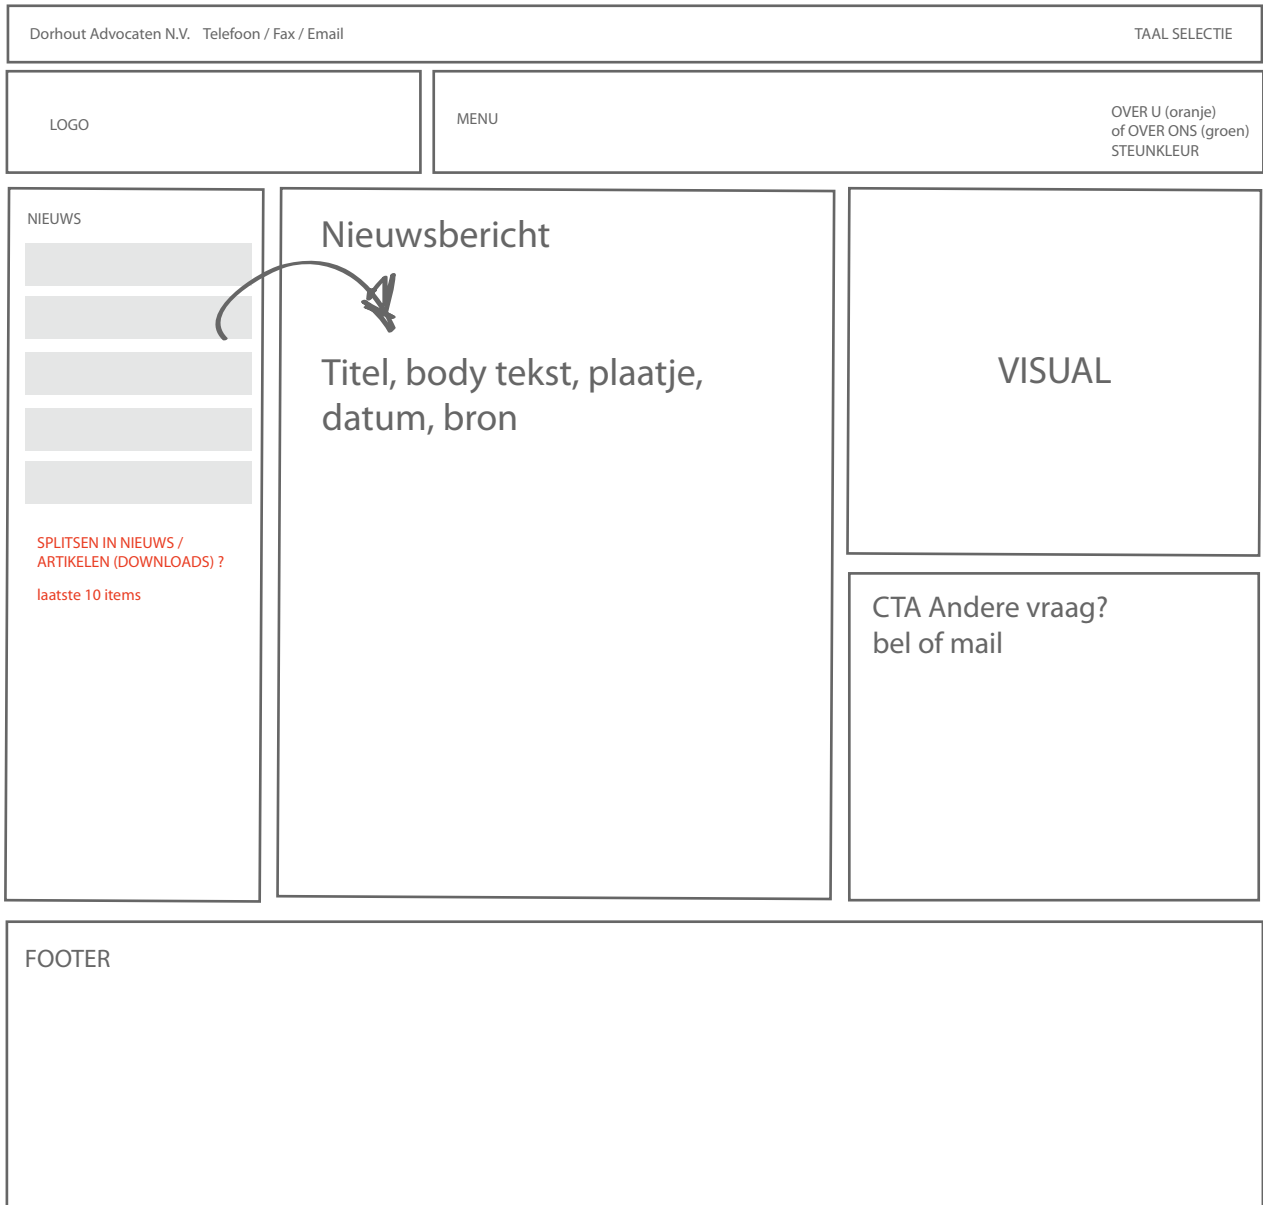 Dorhout Advocaten N.V. Telefoon / Fax / Email
TAAL SELECTIE
LOGO
MENU
OVER U (oranje)
of OVER ONS (groen)
STEUNKLEUR
NIEUWS
SPLITSEN IN NIEUWS /
ARTIKELEN (DOWNLOADS) ?
laatste 10 items
Nieuwsbericht
Titel, body tekst, plaatje,
datum, bron
VISUAL
CTA Andere vraag?
bel of mail
FOOTER